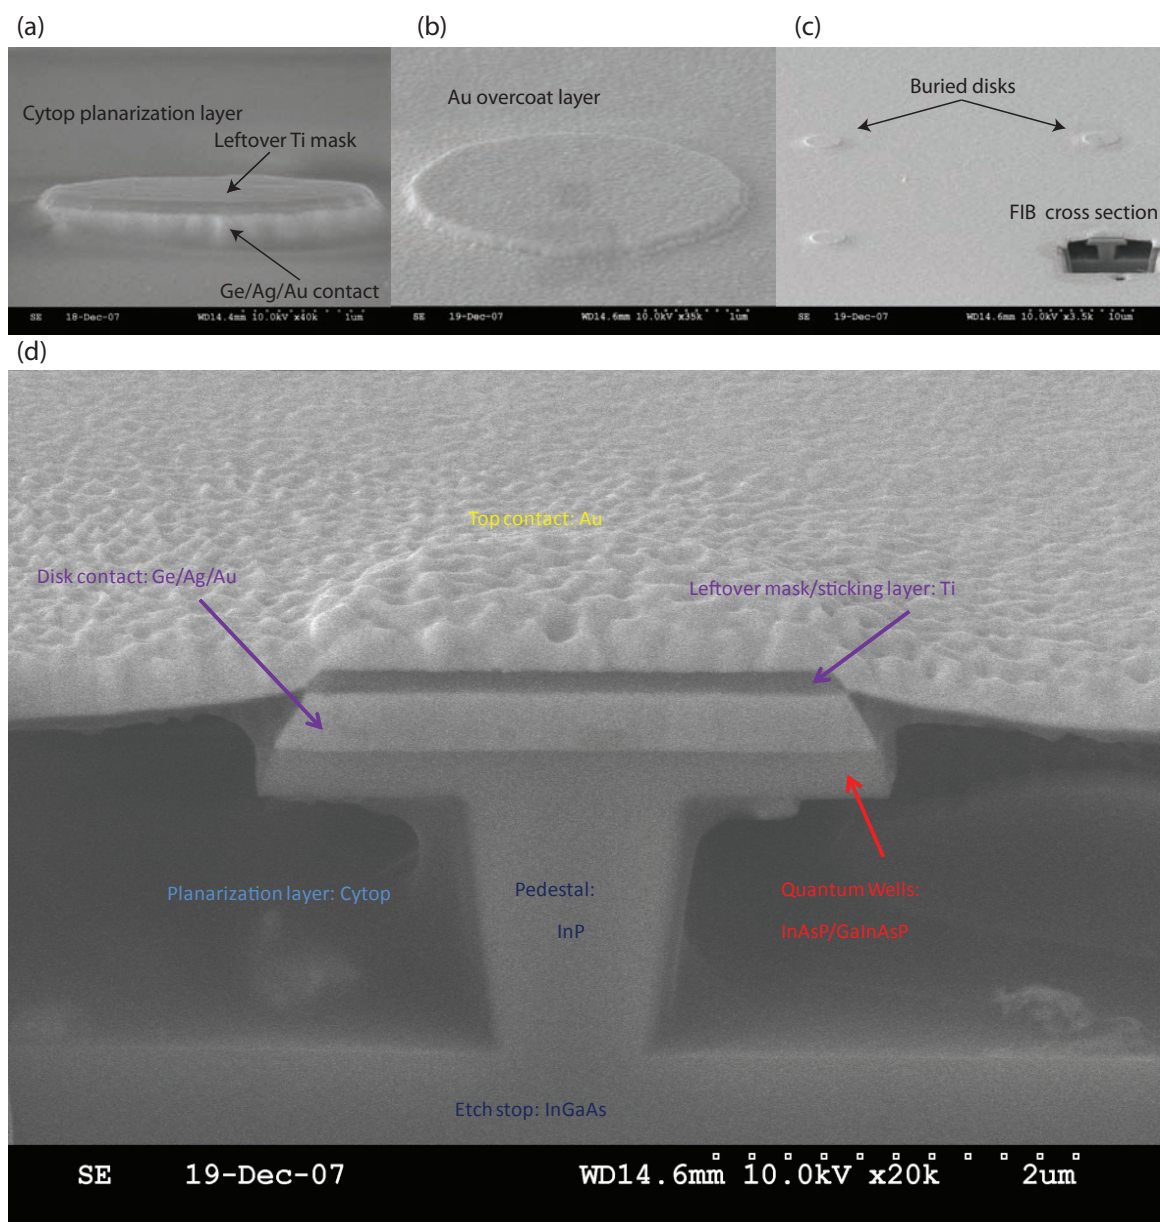 (a)
(b)
(c)
Cytop planarization layer
Leftover Ti mask
Ge/Ag/Au contact
SE 18-Dec-07 WD14.4mm 10.0kV x40k 1um
Au overcoat layer
SE 19-Dec-07 WD14.6mm 10.0kV x35k 1um
Buried disks
FIB cross section
SE 19-Dec-07 WD14.6mm 10.0kV x3.5k 10um
(d)
Top contact: Au
Disk contact: Ge/Ag/Au
Leftover mask/sticking layer: Ti
Planarization layer: Cytop
Pedestal:
InP
Quantum Wells:
InAsP/GaInAsP
Etch stop: InGaAs
SE 19-Dec-07 WD14.6mm 10.0kV x20k 2um